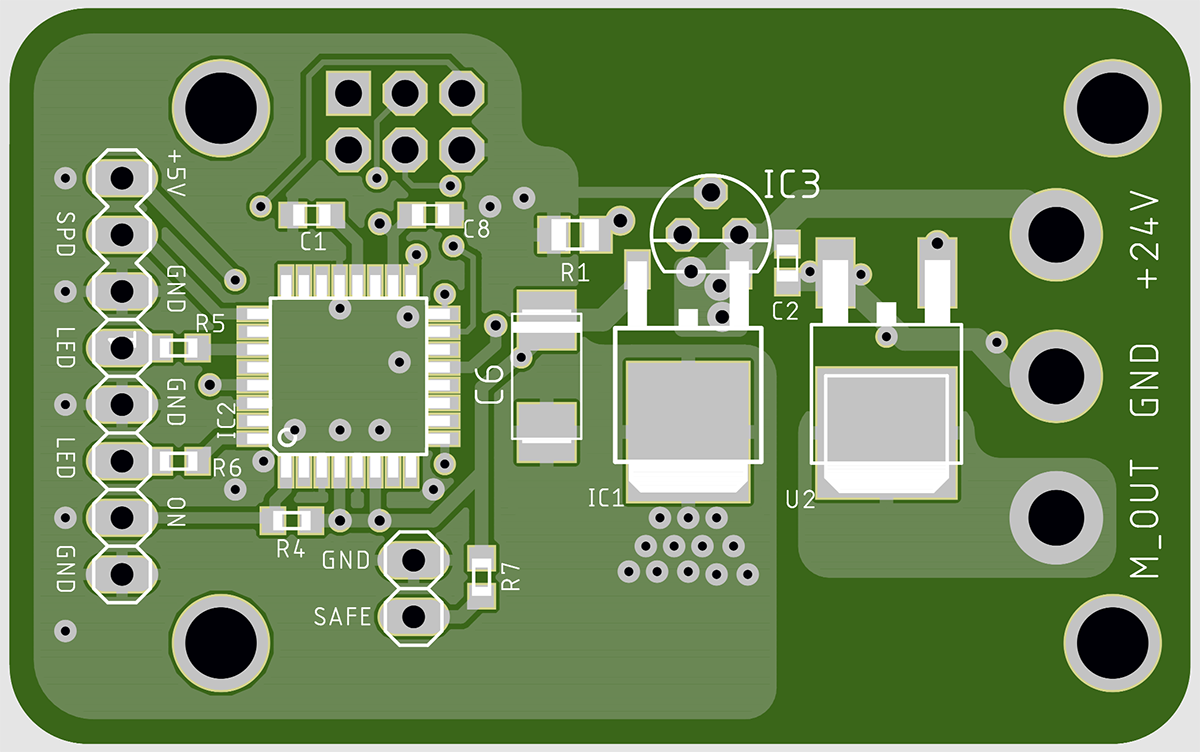 +5V
SPD
GND
LED
GND
LED
ON
GND
R5
R6
IC2
C1
C8
R4
GND
SAFE
R7
C6
R1
IC3
C2
IC1
U2
+24V
GND
M_OUT